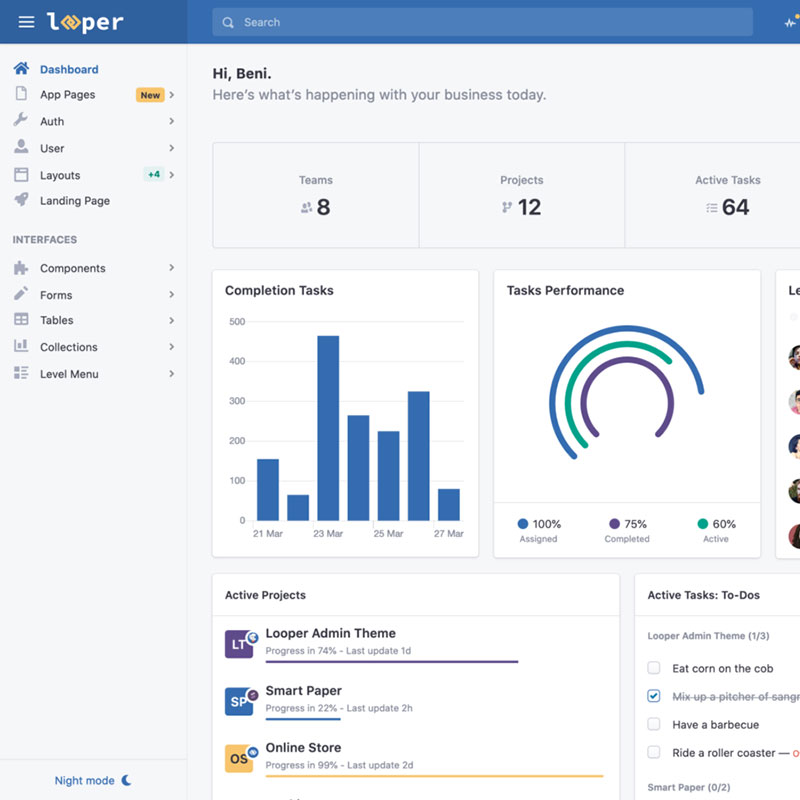 looper
Search
Dashboard
App Pages New
Auth
User
Layouts +4
Landing Page
INTERFACES
Components
Forms
Tables
Collections
Level Menu
Night mode
Hi, Beni.
Here's what's happening with your business today.
Teams
8
Projects
12
Active Tasks
64
Completion Tasks
500
400
300
200
100
0
21 Mar 23 Mar 25 Mar 27 Mar
Tasks Performance
100% 75% 60%
Assigned Completed Active
Le
Active Projects
LT Looper Admin Theme
Progress in 74% - Last update 1d
SP Smart Paper
Progress in 22% - Last update 2h
OS Online Store
Progress in 99% - Last update 2d
Active Tasks: To-Dos
Looper Admin Theme (1/3)
Eat corn on the cob
Mix up a pitcher of sangr
Have a barbecue
Ride a roller coaster —
Smart Paper (0/2)